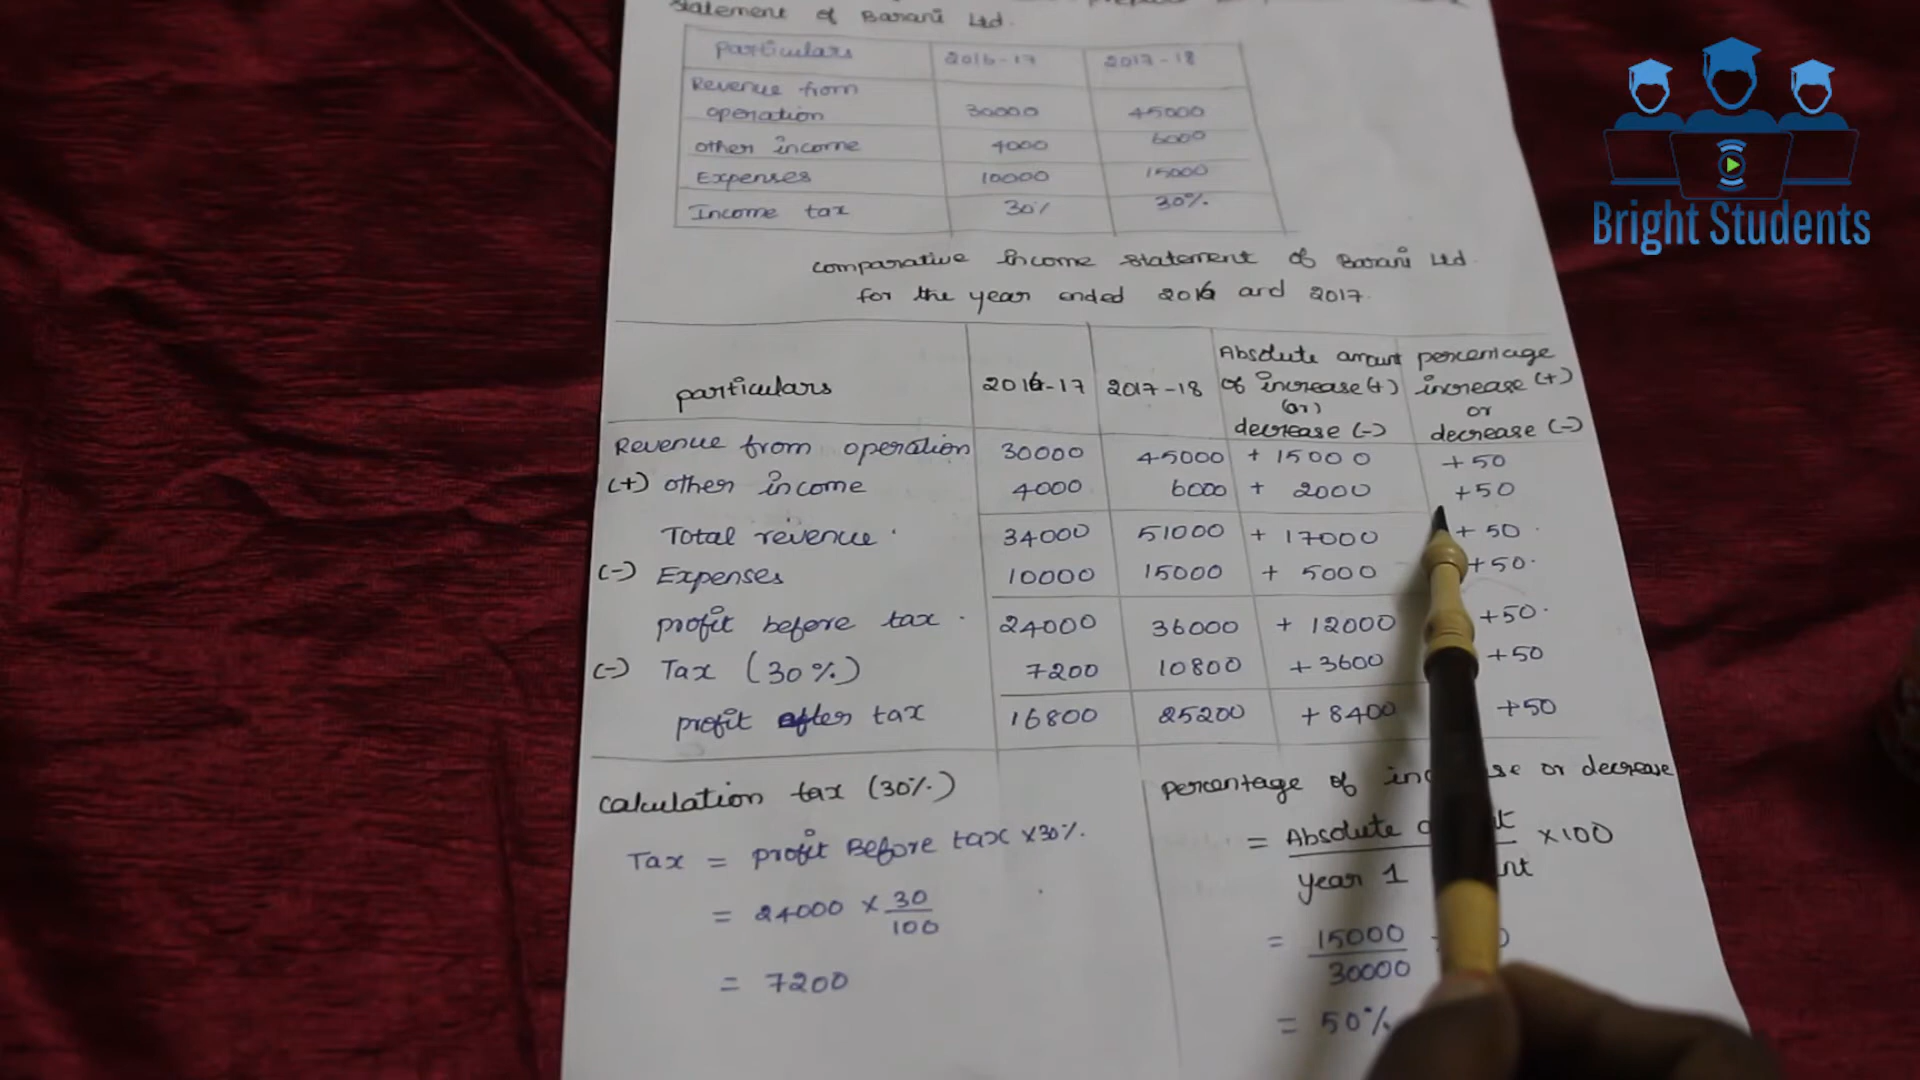 Statement of Barani Ltd.
Particulars 2016-17 2017-18
Revenue from
operation 30000 45000
other income 4000 6000
Expenses 10000 15000
Income tax 30% 30%
Bright Students
comparative Income statement of Barani Ltd
for the year ended 2016 and 2017.
particulars 2016-17 2017-18 Absolute amount of increase (+) (or) decrease (-) percentage increase (+) or decrease (-)
Revenue from operation 30000 45000 + 15000 +50
(+) other income 4000 6000 + 2000 +50
Total revenue 34000 51000 + 17000 + 50
(-) Expenses 10000 15000 + 5000 +50
profit before tax 24000 36000 + 12000 +50
(-) Tax (30%) 7200 10800 +3600 +50
profit after tax 16800 25200 +8400 +50
Calculation tax (30%)
Tax = profit Before tax x30%.
= 24000 x 30/100
= 7200
percentage of or decrease
= Absolute x100
year 1
= 15000/30000
= 50%